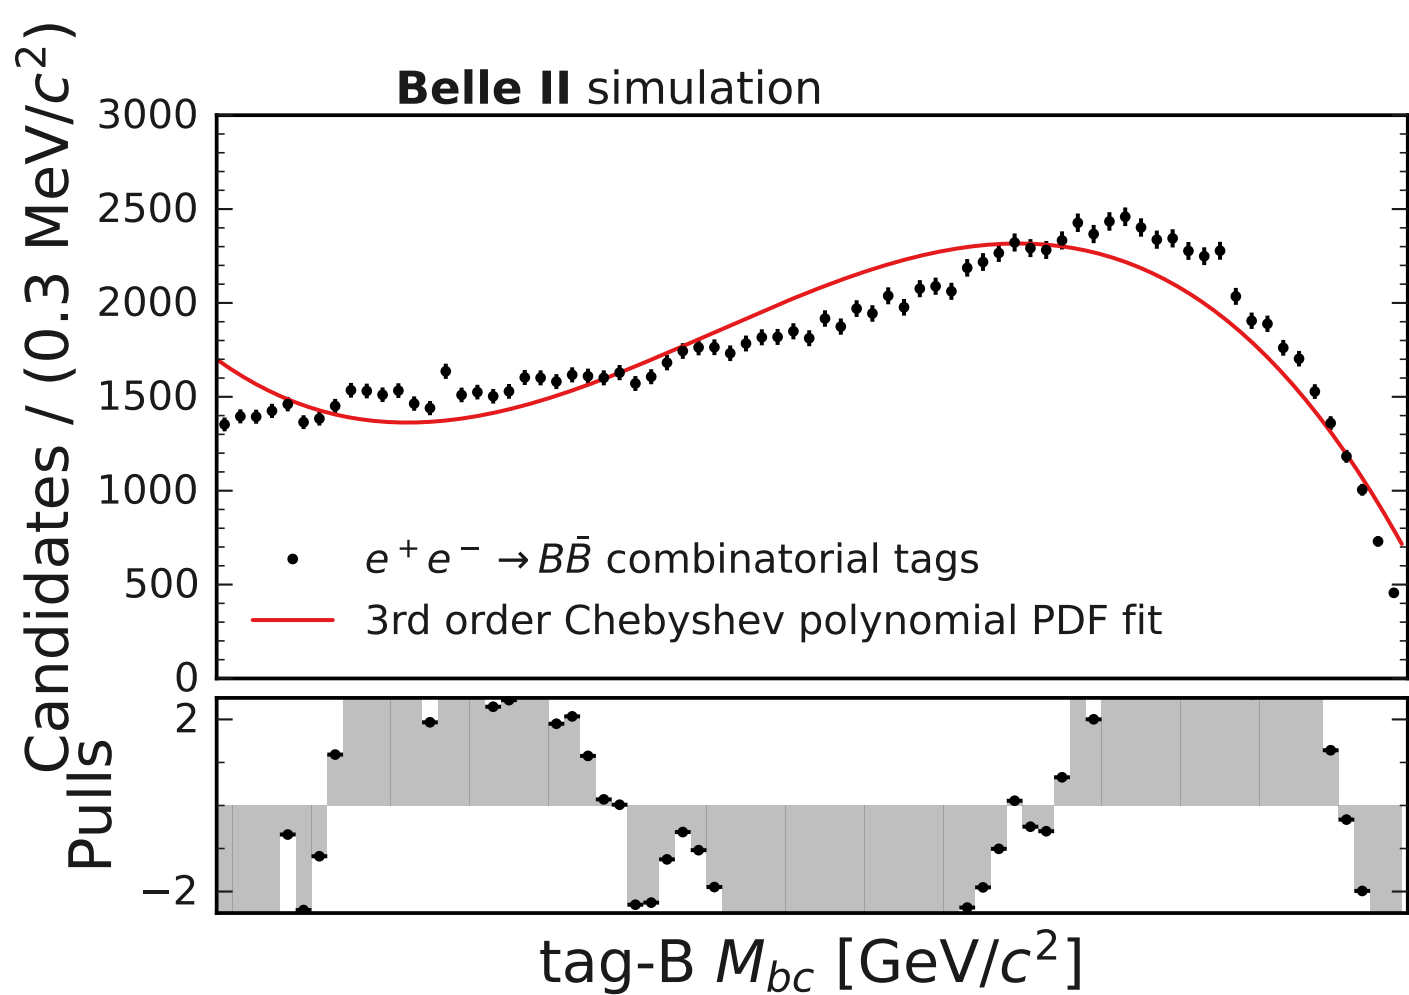 Belle II simulation
Candidates / (0.3 MeV/c²)
3000
2500
2000
1500
1000
500
0
e⁺e⁻ → BB̄ combinatorial tags
3rd order Chebyshev polynomial PDF fit
Pulls
2
−2
tag-B M_bc [GeV/c²]